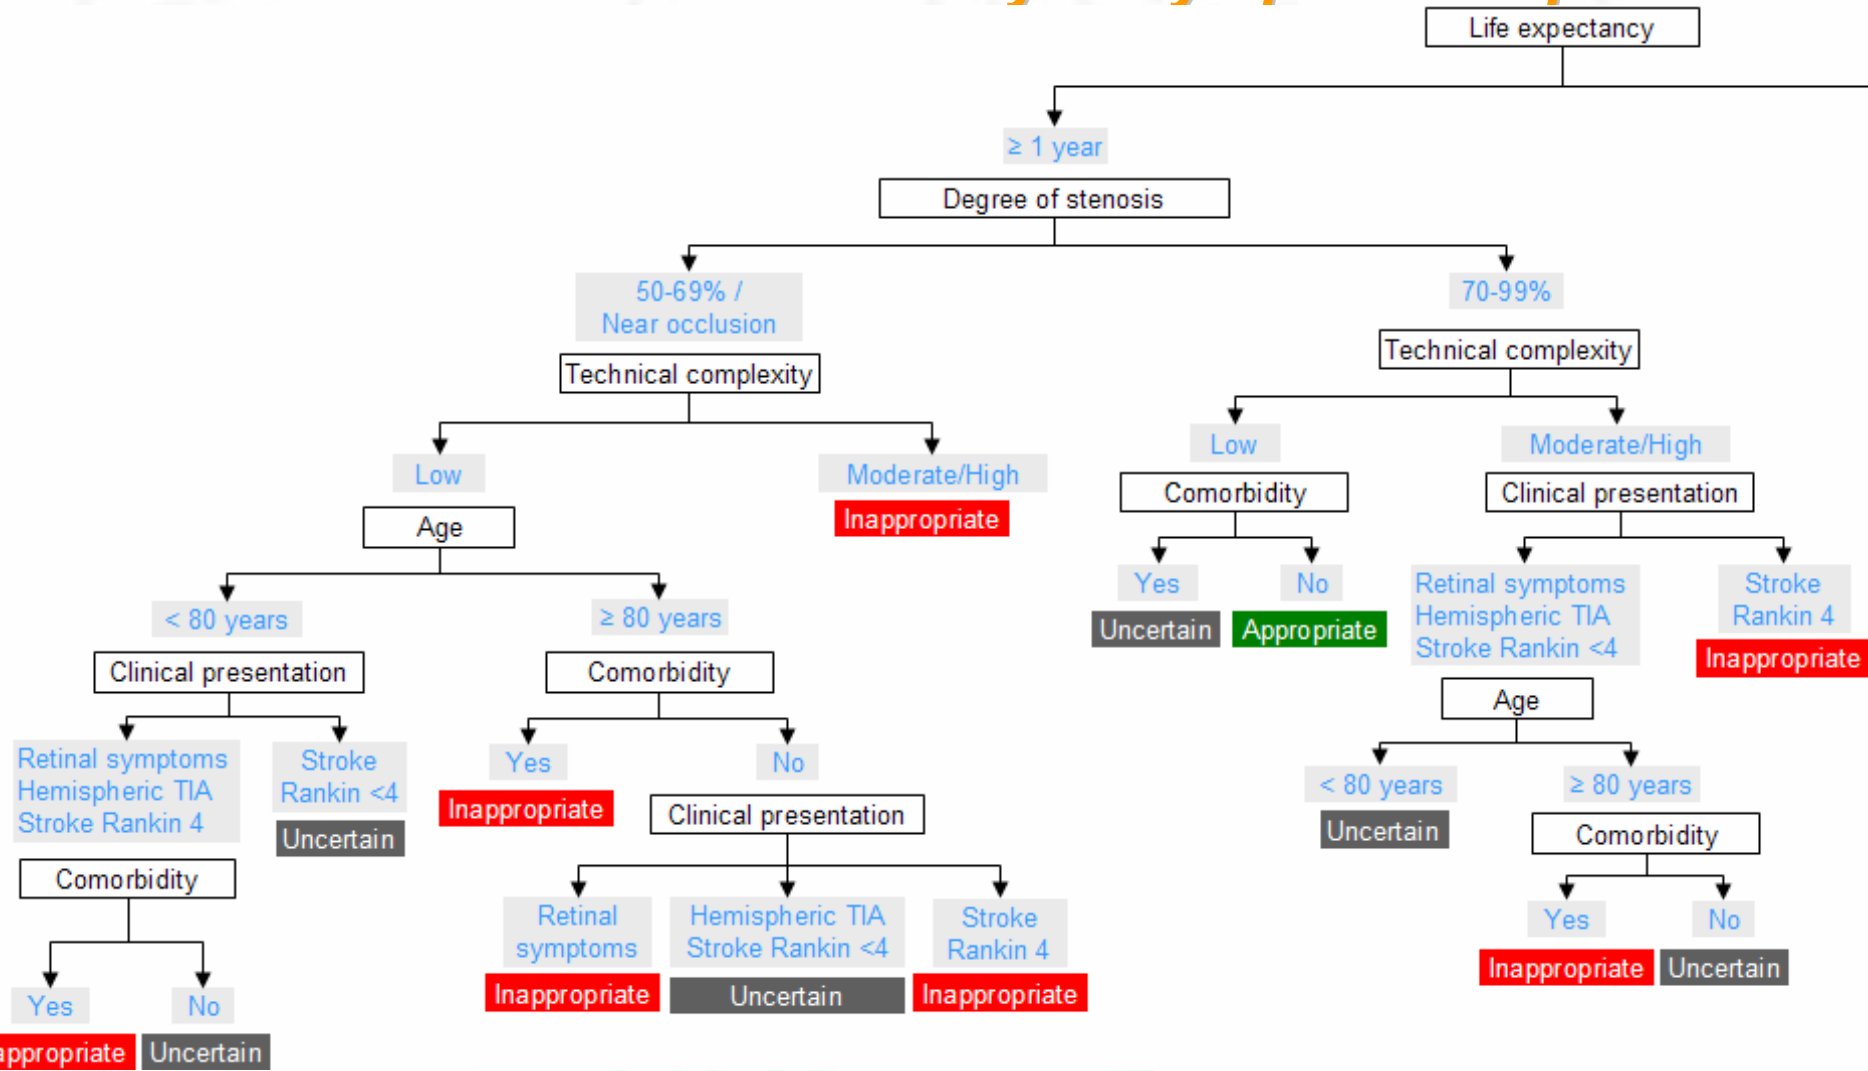 Life expectancy
≥ 1 year
Degree of stenosis
50-69% /
Near occlusion
70-99%
Technical complexity
Technical complexity
Low
Moderate/High
Inappropriate
Low
Moderate/High
Comorbidity
Clinical presentation
Yes
No
Uncertain
Appropriate
Retinal symptoms
Hemispheric TIA
Stroke Rankin <4
Stroke
Rankin 4
Inappropriate
Age
< 80 years
≥ 80 years
Uncertain
Comorbidity
Yes
No
Inappropriate
Uncertain
Age
< 80 years
≥ 80 years
Clinical presentation
Comorbidity
Retinal symptoms
Hemispheric TIA
Stroke Rankin 4
Stroke
Rankin <4
Uncertain
Comorbidity
Yes
No
appropriate
Uncertain
Yes
No
Inappropriate
Clinical presentation
Retinal
symptoms
Hemispheric TIA
Stroke Rankin <4
Stroke
Rankin 4
Inappropriate
Uncertain
Inappropriate